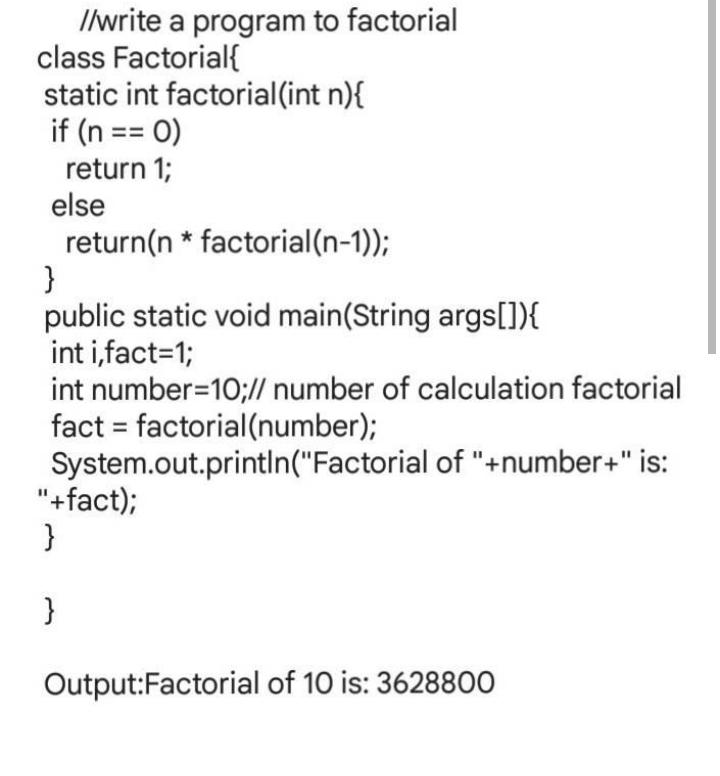 //write a program to factorial
class Factorial{
static int factorial(int n){
if (n == 0)
return 1;
else
return(n * factorial(n-1));
}
public static void main(String args[]){
int i,fact=1;
int number=10;// number of calculation factorial
fact = factorial(number);
System.out.println("Factorial of "+number+" is:
"+fact);
}
}
Output:Factorial of 10 is: 3628800